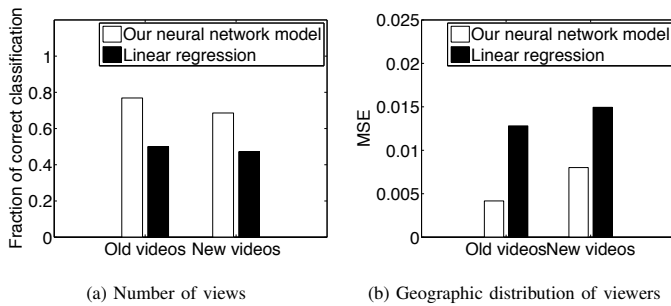 Fraction of correct classification
1
0.8
0.6
0.4
0.2
0
Our neural network model
Linear regression
Old videos New videos
(a) Number of views
MSE
0.025
0.02
0.015
0.01
0.005
0
Our neural network model
Linear regression
Old videos New videos
(b) Geographic distribution of viewers